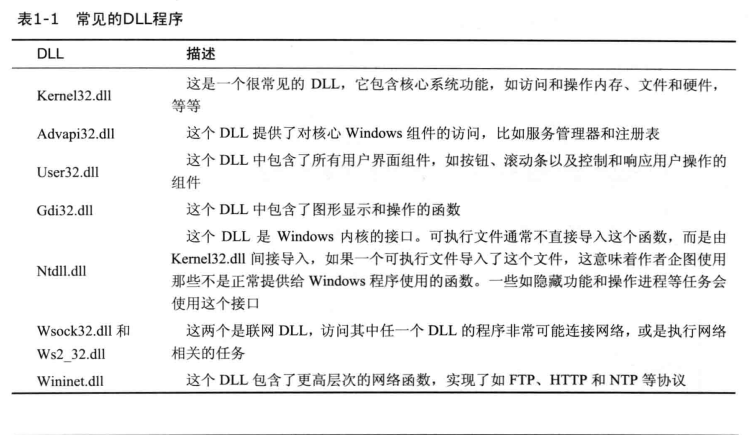 表1-1 常见的DLL程序
DLL 描述
Kernel32.dll 这是一个很常见的 DLL，它包含核心系统功能，如访问和操作内存、文件和硬件，
等等
Advapi32.dll 这个 DLL 提供了对核心 Windows 组件的访问，比如服务管理器和注册表
User32.dll 这个 DLL 中包含了所有用户界面组件，如按钮、滚动条以及控制和响应用户操作的
组件
Gdi32.dll 这个 DLL 中包含了图形显示和操作的函数
Ntdll.dll 这个 DLL 是 Windows 内核的接口。可执行文件通常不直接导入这个函数，而是由
Kernel32.dll 间接导入，如果一个可执行文件导入了这个文件，这意味着作者企图使用
那些不是正常提供给 Windows 程序使用的函数。一些如隐藏功能和操作进程等任务会
使用这个接口
Wsock32.dll 和 这两个是联网 DLL，访问其中任一个 DLL 的程序非常可能连接网络，或是执行网络
Ws2_32.dll 相关的任务
Wininet.dll 这个 DLL 包含了更高层次的网络函数，实现了如 FTP、HTTP 和 NTP 等协议